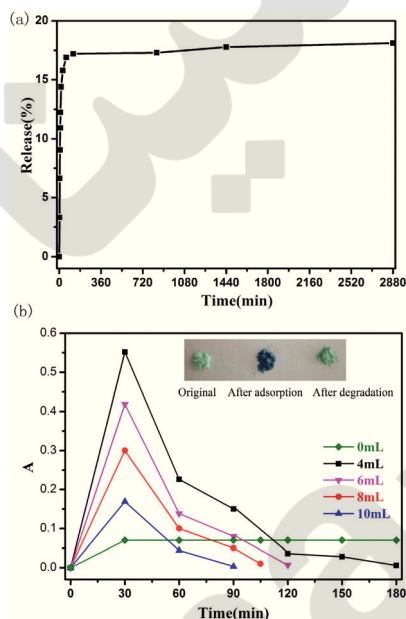 (a)
20
15
10
5
0
Release(%)
0 360 720 1080 1440 1800 2160 2520 2880
Time(min)
(b)
0.6
0.5
0.4
0.3
0.2
0.1
0.0
A
Original After adsorption After degradation
0mL
4mL
6mL
8mL
10mL
0 30 60 90 120 150 180
Time(min)